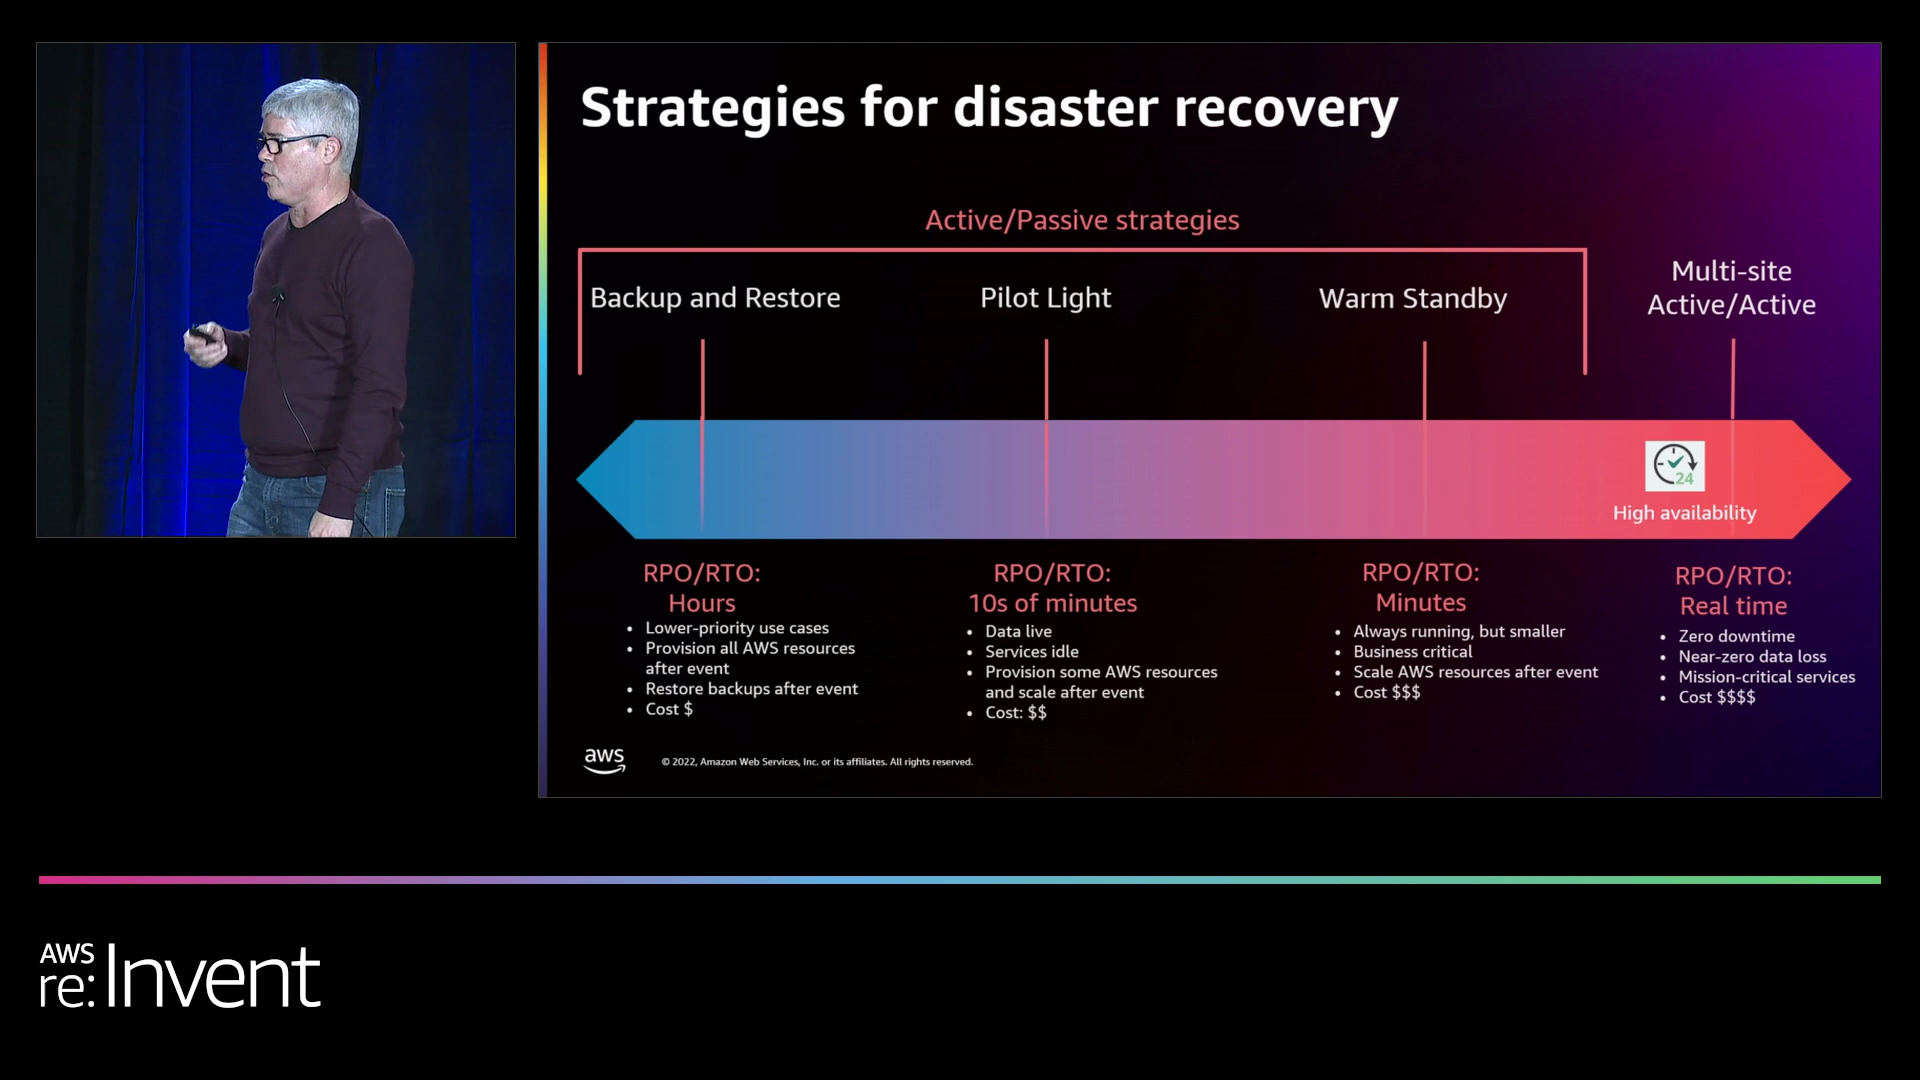 Strategies for disaster recovery
Active/Passive strategies
Backup and Restore
Pilot Light
Warm Standby
Multi-site
Active/Active
24
High availability
RPO/RTO:
Hours
• Lower-priority use cases
• Provision all AWS resources
after event
• Restore backups after event
• Cost $
RPO/RTO:
10s of minutes
• Data live
• Services idle
• Provision some AWS resources
and scale after event
• Cost: $$
RPO/RTO:
Minutes
• Always running, but smaller
• Business critical
• Scale AWS resources after event
• Cost $$$
RPO/RTO:
Real time
• Zero downtime
• Near-zero data loss
• Mission-critical services
• Cost $$$$
aws
© 2022, Amazon Web Services, Inc. or its affiliates. All rights reserved.
AWS
re:Invent